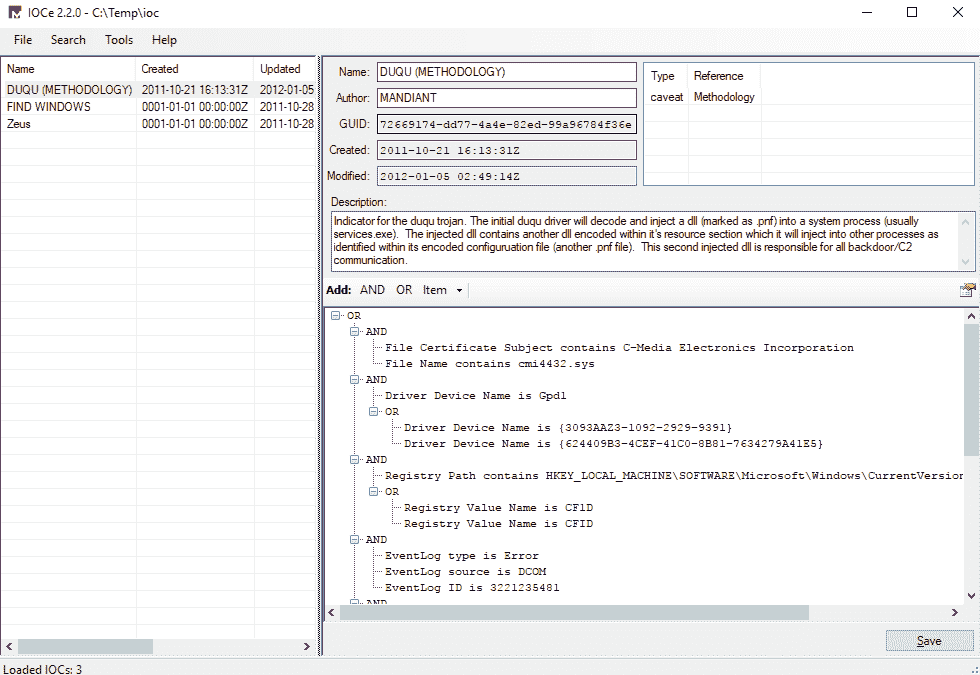 IOCe 2.2.0 - C:\Temp\ioc
File Search Tools Help
Name Created Updated
DUQU (METHODOLOGY) 2011-10-21 16:13:31Z 2012-01-05
FIND WINDOWS 0001-01-01 00:00:00Z 2011-10-28
Zeus 0001-01-01 00:00:00Z 2011-10-28
Name: DUQU (METHODOLOGY)
Author: MANDIANT
GUID: 72669174-dd77-4a4e-82ed-99a96784f36e
Created: 2011-10-21 16:13:31Z
Modified: 2012-01-05 02:49:14Z
Type Reference
caveat Methodology
Description:
Indicator for the duqu trojan. The initial duqu driver will decode and inject a dll (marked as .pnf) into a system process (usually
services.exe). The injected dll contains another dll encoded within it's resource section which it will inject into other processes as
identified within its encoded configuruation file (another .pnf file). This second injected dll is responsible for all backdoor/C2
communication.
Add: AND OR Item
OR
AND
File Certificate Subject contains C-Media Electronics Incorporation
File Name contains cmi4432.sys
AND
Driver Device Name is Gpd1
OR
Driver Device Name is {3093AAZ3-1092-2929-9391}
Driver Device Name is {624409B3-4CEF-41C0-8B81-7634279A41E5}
AND
Registry Path contains HKEY_LOCAL_MACHINE\SOFTWARE\Microsoft\Windows\CurrentVersion
OR
Registry Value Name is CF1D
Registry Value Name is CFID
AND
EventLog type is Error
EventLog source is DCOM
EventLog ID is 3221235481
AND
Save
Loaded IOCs: 3